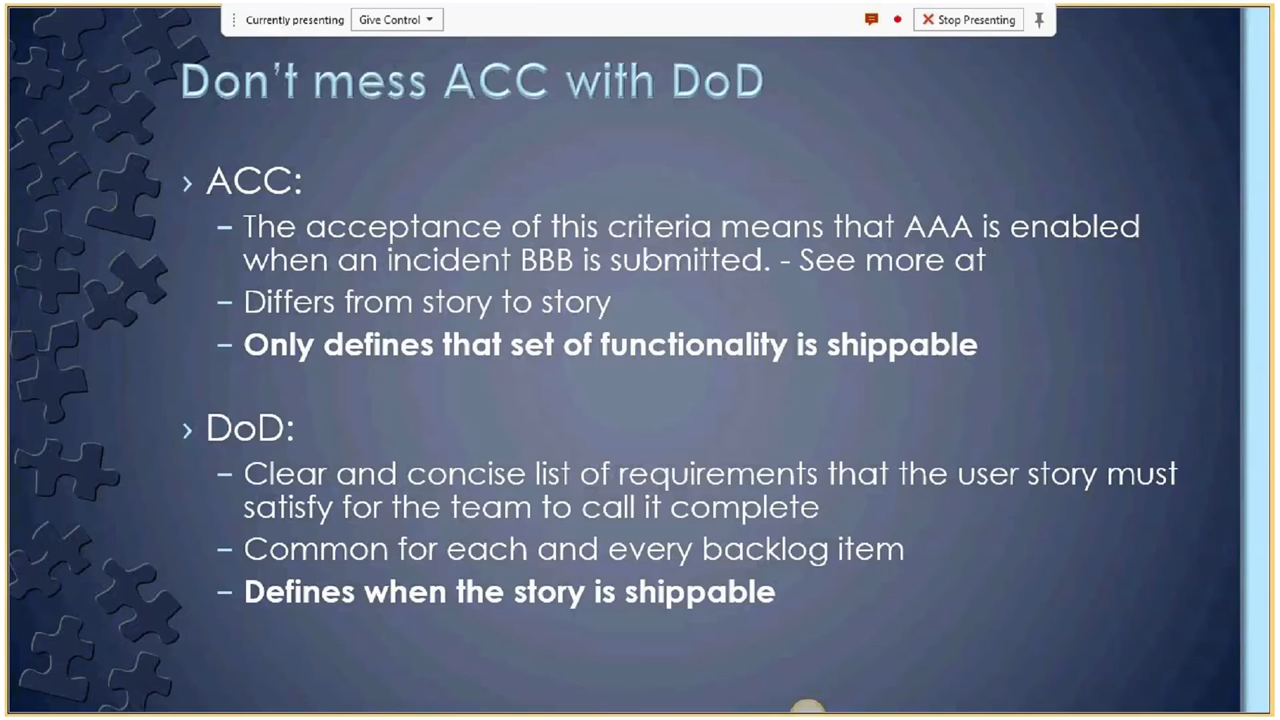 Currently presenting Give Control Stop Presenting
Don't mess ACC with DoD
› ACC:
– The acceptance of this criteria means that AAA is enabled
when an incident BBB is submitted. - See more at
– Differs from story to story
– Only defines that set of functionality is shippable
› DoD:
– Clear and concise list of requirements that the user story must
satisfy for the team to call it complete
– Common for each and every backlog item
– Defines when the story is shippable